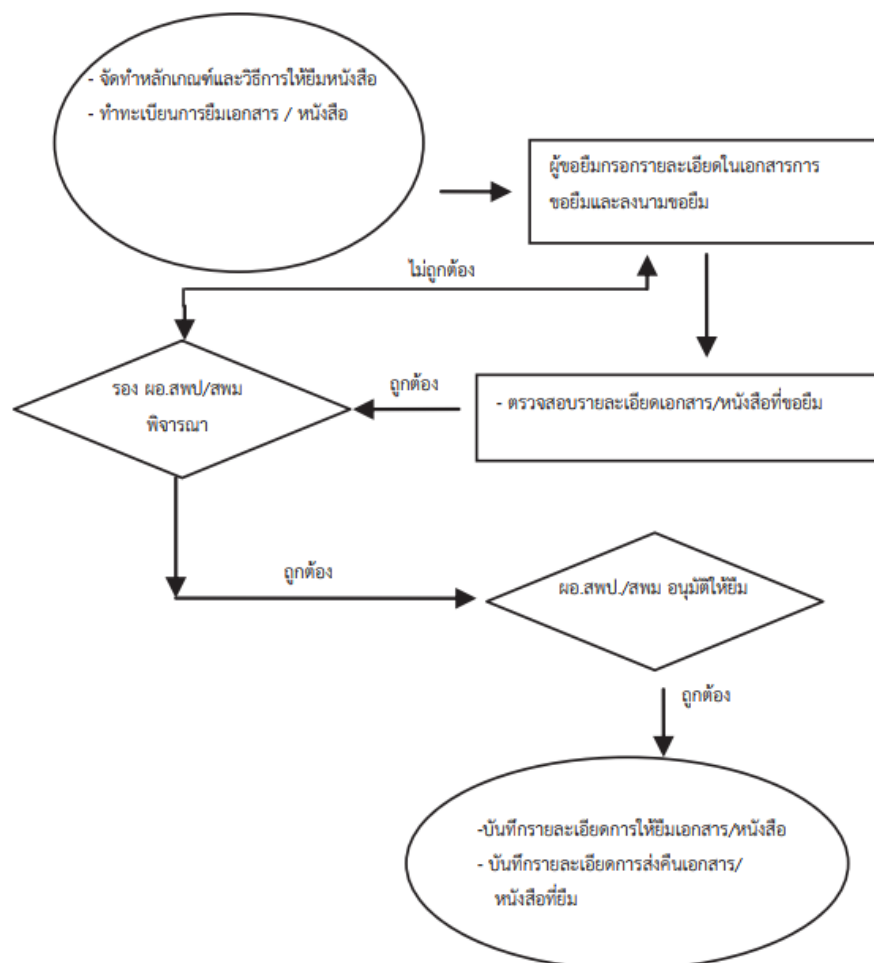 - จัดทำหลักเกณฑ์และวิธีการให้ยืมหนังสือ
- ทำทะเบียนการยืมเอกสาร / หนังสือ
ผู้ขอยืมกรอกรายละเอียดในเอกสารการ
ขอยืมและลงนามขอยืม
ไม่ถูกต้อง
รอง ผอ.สพป/สพม
พิจารณา
ถูกต้อง
- ตรวจสอบรายละเอียดเอกสาร/หนังสือที่ขอยืม
ถูกต้อง
ผอ.สพป./สพม อนุมัติให้ยืม
ถูกต้อง
-บันทึกรายละเอียดการให้ยืมเอกสาร/หนังสือ
- บันทึกรายละเอียดการส่งคืนเอกสาร/
หนังสือที่ยืม